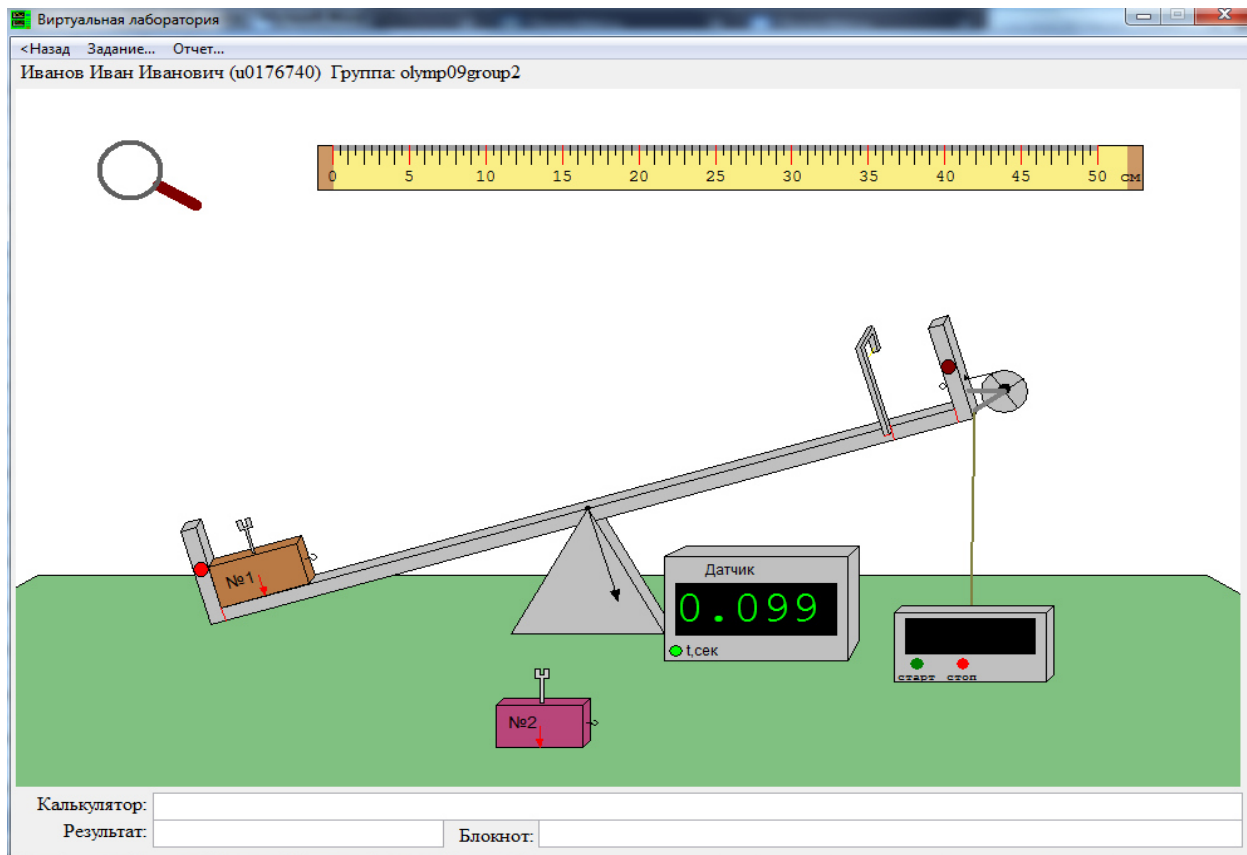 Виртуальная лаборатория
<Назад Задание... Отчет...
Иванов Иван Иванович (u0176740) Группа: olymp09group2
0 5 10 15 20 25 30 35 40 45 50 см
№1
Датчик
0.099
t,сек
старт стоп
№2
Калькулятор:
Результат: Блокнот: